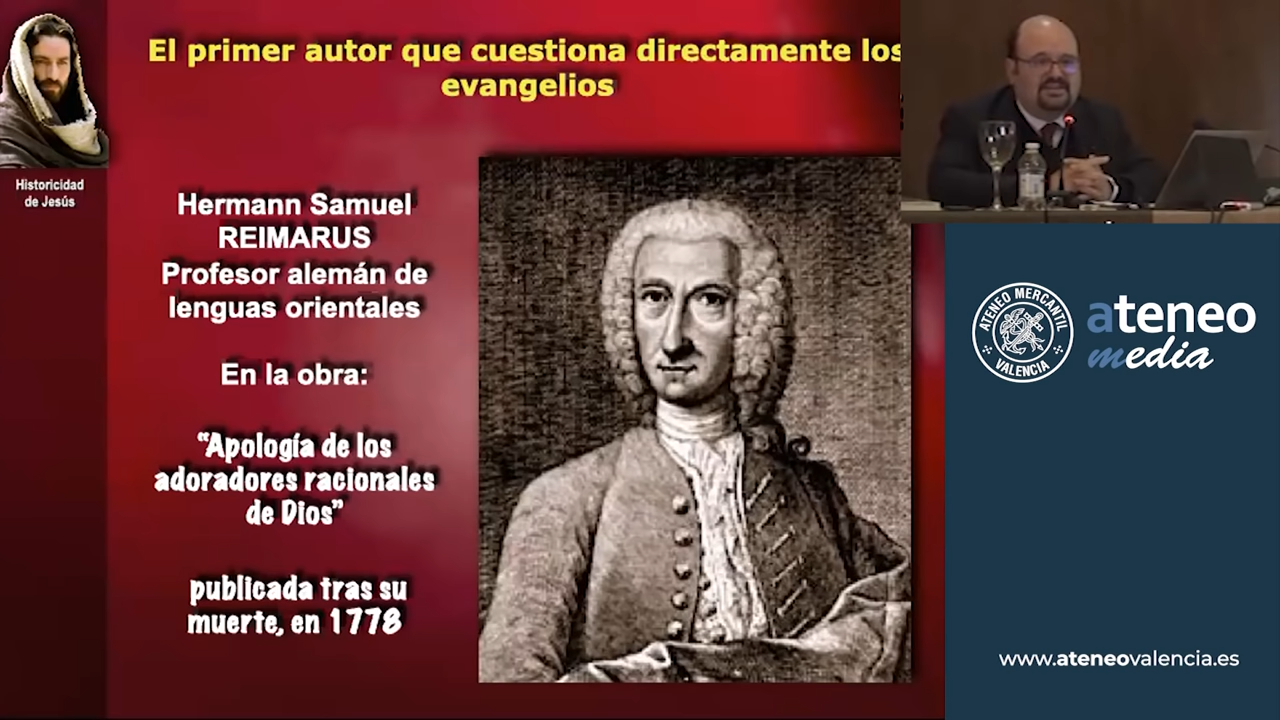 El primer autor que cuestiona directamente los
evangelios
Historicidad
de Jesús
Hermann Samuel
REIMARUS
Profesor alemán de
lenguas orientales
En la obra:
“Apología de los
adoradores racionales
de Dios”
publicada tras su
muerte, en 1778
ATENEO MERCANTIL
VALENCIA
ateneo
media
www.ateneovalencia.es